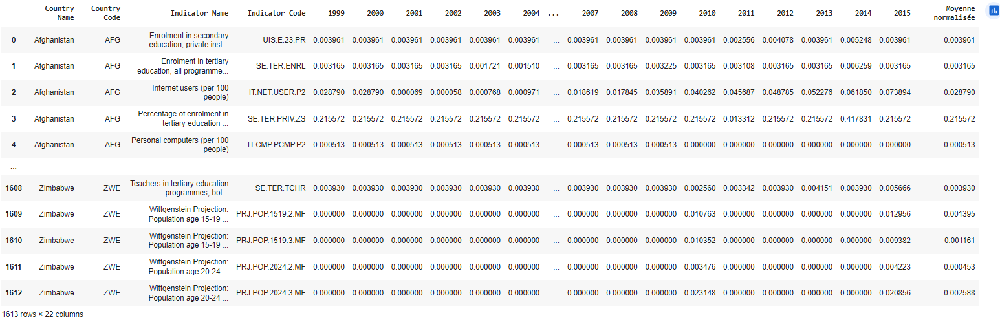 Country Name Country Code Indicator Name Indicator Code 1999 2000 2001 2002 2003 2004 ... 2007 2008 2009 2010 2011 2012 2013 2014 2015 Moyenne normalisée
0 Afghanistan AFG Enrolment in secondary education, private inst... UIS.E.23.PR 0.003961 0.003961 0.003961 0.003961 0.003961 0.003961 ... 0.003961 0.003961 0.003961 0.003961 0.002556 0.004078 0.003961 0.005248 0.003961 0.003961
1 Afghanistan AFG Enrolment in tertiary education, all programme... SE.TER.ENRL 0.003165 0.003165 0.003165 0.003165 0.001721 0.001510 ... 0.003165 0.003165 0.003225 0.003165 0.003108 0.003165 0.003165 0.006259 0.003165 0.003165
2 Afghanistan AFG Internet users (per 100 people) IT.NET.USER.P2 0.028790 0.028790 0.000069 0.000058 0.000768 0.000971 ... 0.018619 0.017845 0.035891 0.040262 0.045687 0.048785 0.052276 0.061850 0.073894 0.028790
3 Afghanistan AFG Percentage of enrolment in tertiary education ... SE.TER.PRIV.ZS 0.215572 0.215572 0.215572 0.215572 0.215572 0.215572 ... 0.215572 0.215572 0.215572 0.215572 0.013312 0.215572 0.215572 0.417831 0.215572 0.215572
4 Afghanistan AFG Personal computers (per 100 people) IT.CMP.PCMP.P2 0.000513 0.000513 0.000513 0.000513 0.000513 0.000513 ... 0.000513 0.000513 0.000513 0.000000 0.000000 0.000000 0.000000 0.000000 0.000000 0.000513
... ... ... ... ... ... ... ... ... ... ... ... ... ... ... ... ... ... ... ... ... ...
1608 Zimbabwe ZWE Teachers in tertiary education programmes, bot... SE.TER.TCHR 0.003930 0.003930 0.003930 0.003930 0.003930 0.003930 ... 0.003930 0.003930 0.003930 0.002560 0.003342 0.003930 0.004151 0.003930 0.005666 0.003930
1609 Zimbabwe ZWE Wittgenstein Projection: Population age 15-19 ... PRJ.POP.1519.2.MF 0.000000 0.000000 0.000000 0.000000 0.000000 0.000000 ... 0.000000 0.000000 0.000000 0.010763 0.000000 0.000000 0.000000 0.000000 0.012956 0.001395
1610 Zimbabwe ZWE Wittgenstein Projection: Population age 15-19 ... PRJ.POP.1519.3.MF 0.000000 0.000000 0.000000 0.000000 0.000000 0.000000 ... 0.000000 0.000000 0.000000 0.010352 0.000000 0.000000 0.000000 0.000000 0.009382 0.001161
1611 Zimbabwe ZWE Wittgenstein Projection: Population age 20-24 ... PRJ.POP.2024.2.MF 0.000000 0.000000 0.000000 0.000000 0.000000 0.000000 ... 0.000000 0.000000 0.000000 0.003476 0.000000 0.000000 0.000000 0.000000 0.004223 0.000453
1612 Zimbabwe ZWE Wittgenstein Projection: Population age 20-24 ... PRJ.POP.2024.3.MF 0.000000 0.000000 0.000000 0.000000 0.000000 0.000000 ... 0.000000 0.000000 0.000000 0.023148 0.000000 0.000000 0.000000 0.000000 0.020856 0.002588
1613 rows × 22 columns